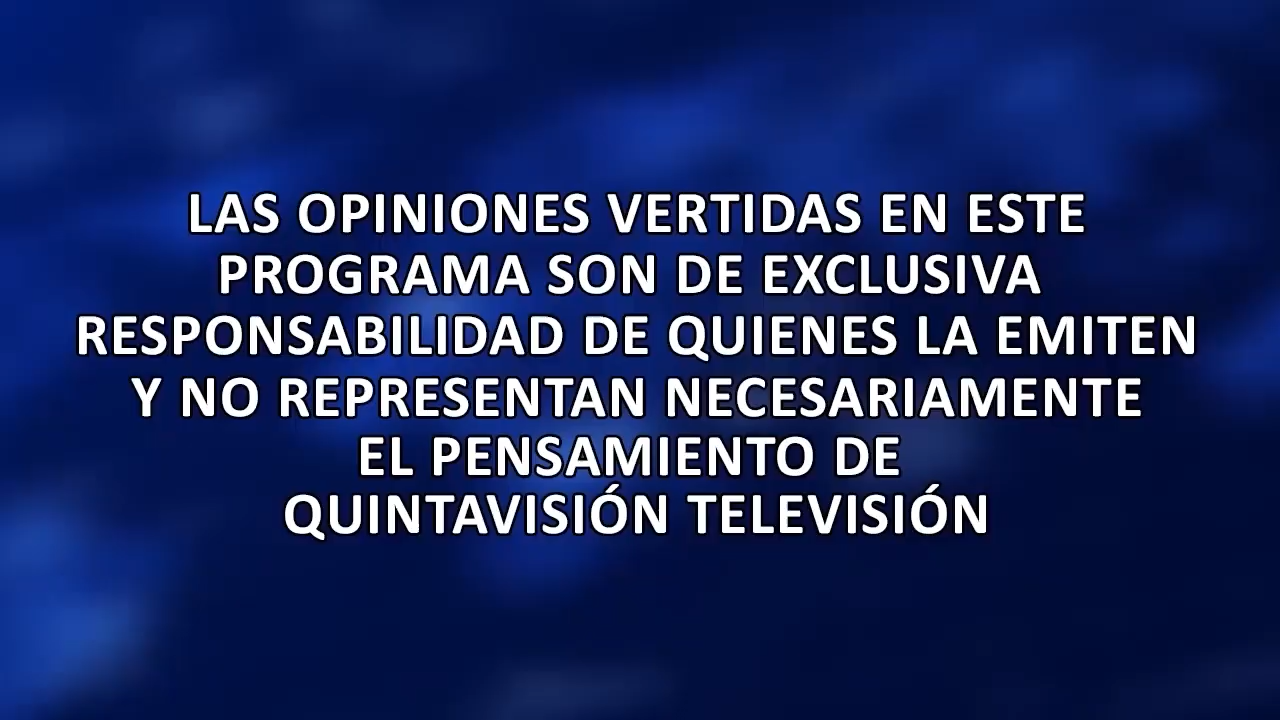 LAS OPINIONES VERTIDAS EN ESTE
PROGRAMA SON DE EXCLUSIVA
RESPONSABILIDAD DE QUIENES LA EMITEN
Y NO REPRESENTAN NECESARIAMENTE
EL PENSAMIENTO DE
QUINTAVISIÓN TELEVISIÓN